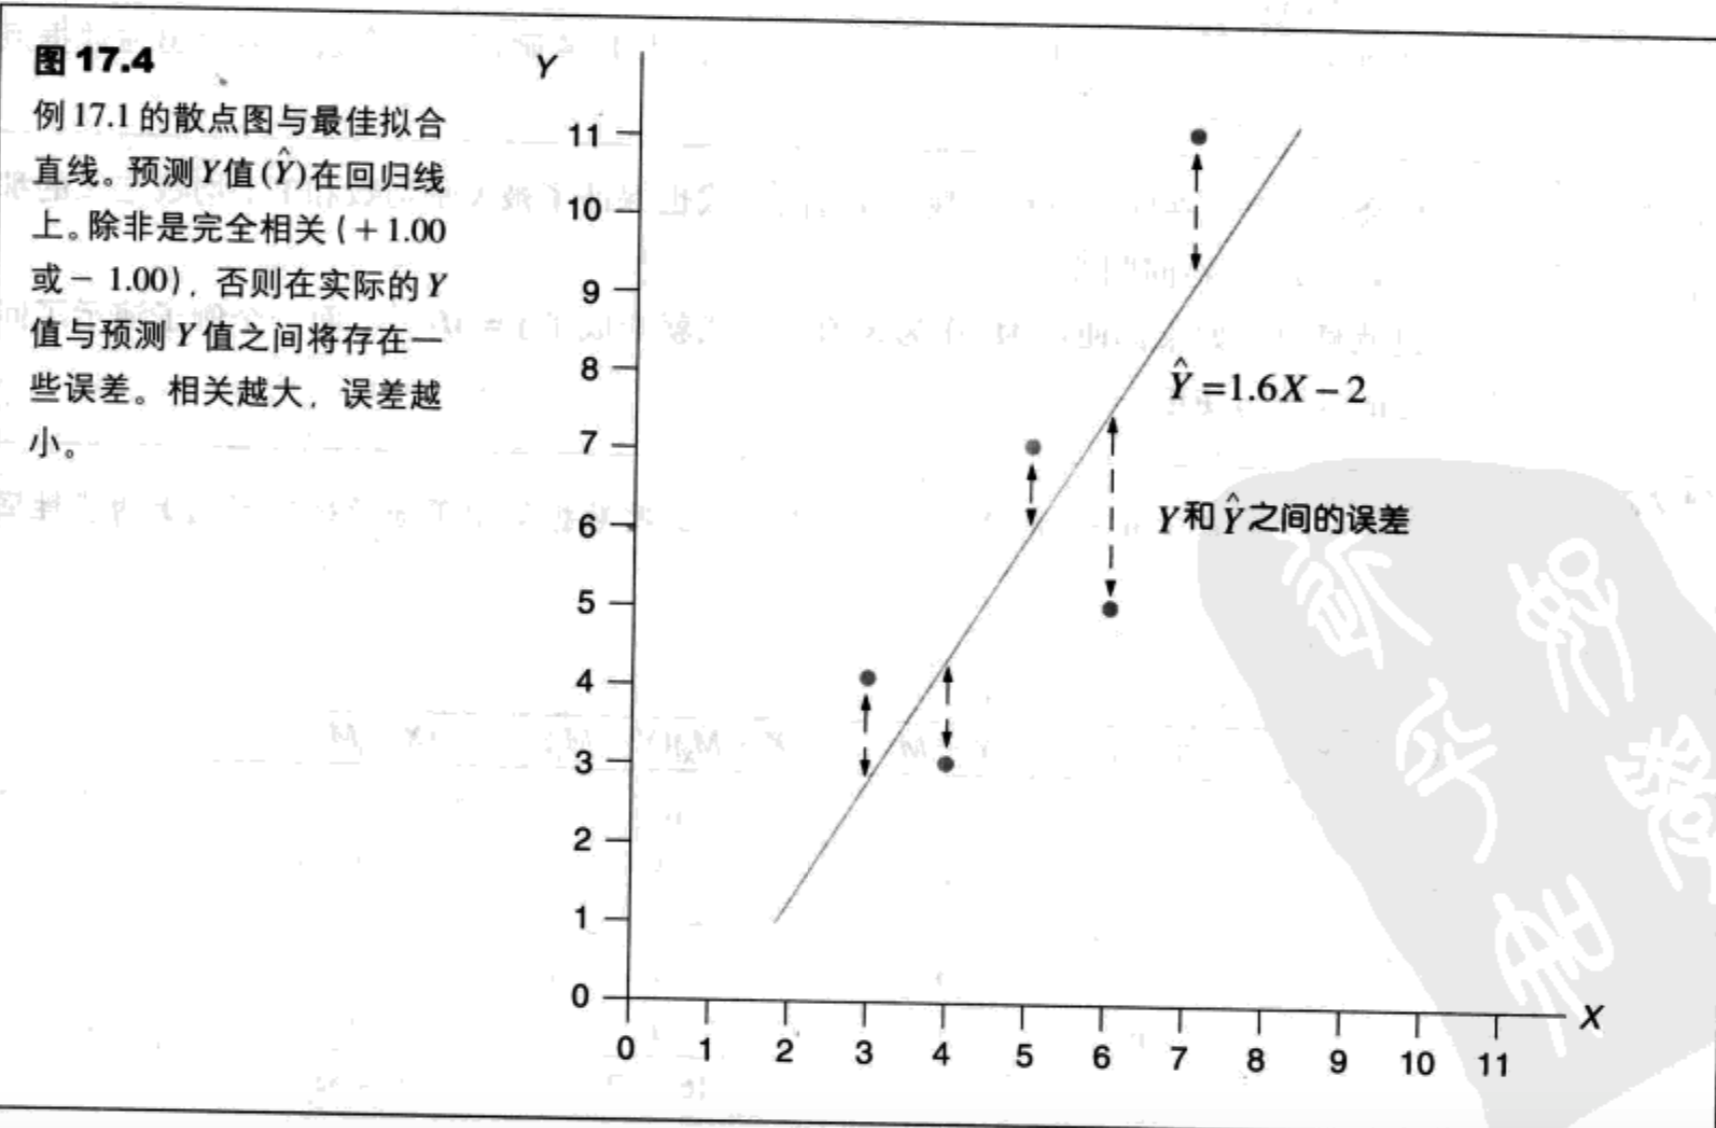 图 17.4
例 17.1 的散点图与最佳拟合
直线。预测 Y 值 (Ŷ) 在回归线
上。除非是完全相关 (+1.00
或 - 1.00)，否则在实际的 Y
值与预测 Y 值之间将存在一
些误差。相关越大，误差越
小。
Y
11
10
9
8
7
6
5
4
3
2
1
0
Ŷ =1.6X - 2
Y 和 Ŷ 之间的误差
0 1 2 3 4 5 6 7 8 9 10 11
X